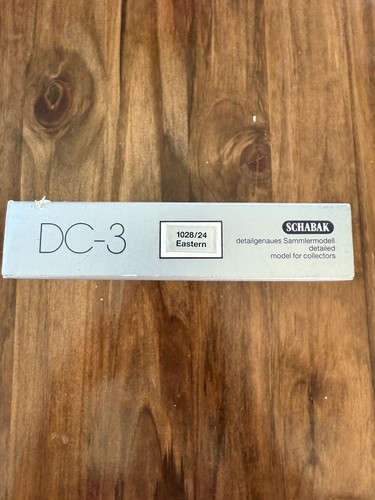 DC-3
1028/24
Eastern
SCHABAK
detailgenaues Sammlermodell
detailed
model for collectors